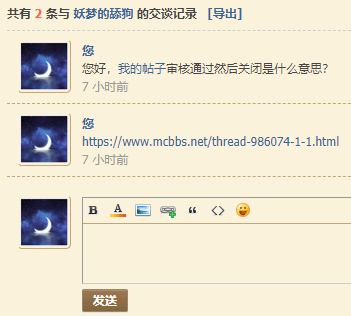 共有 2 条与 妖梦的舔狗 的交谈记录 [导出]
您
您好，我的帖子审核通过然后关闭是什么意思?
7 小时前
您
https://www.mcbbs.net/thread-986074-1-1.html
7 小时前
B A “ <>
发送